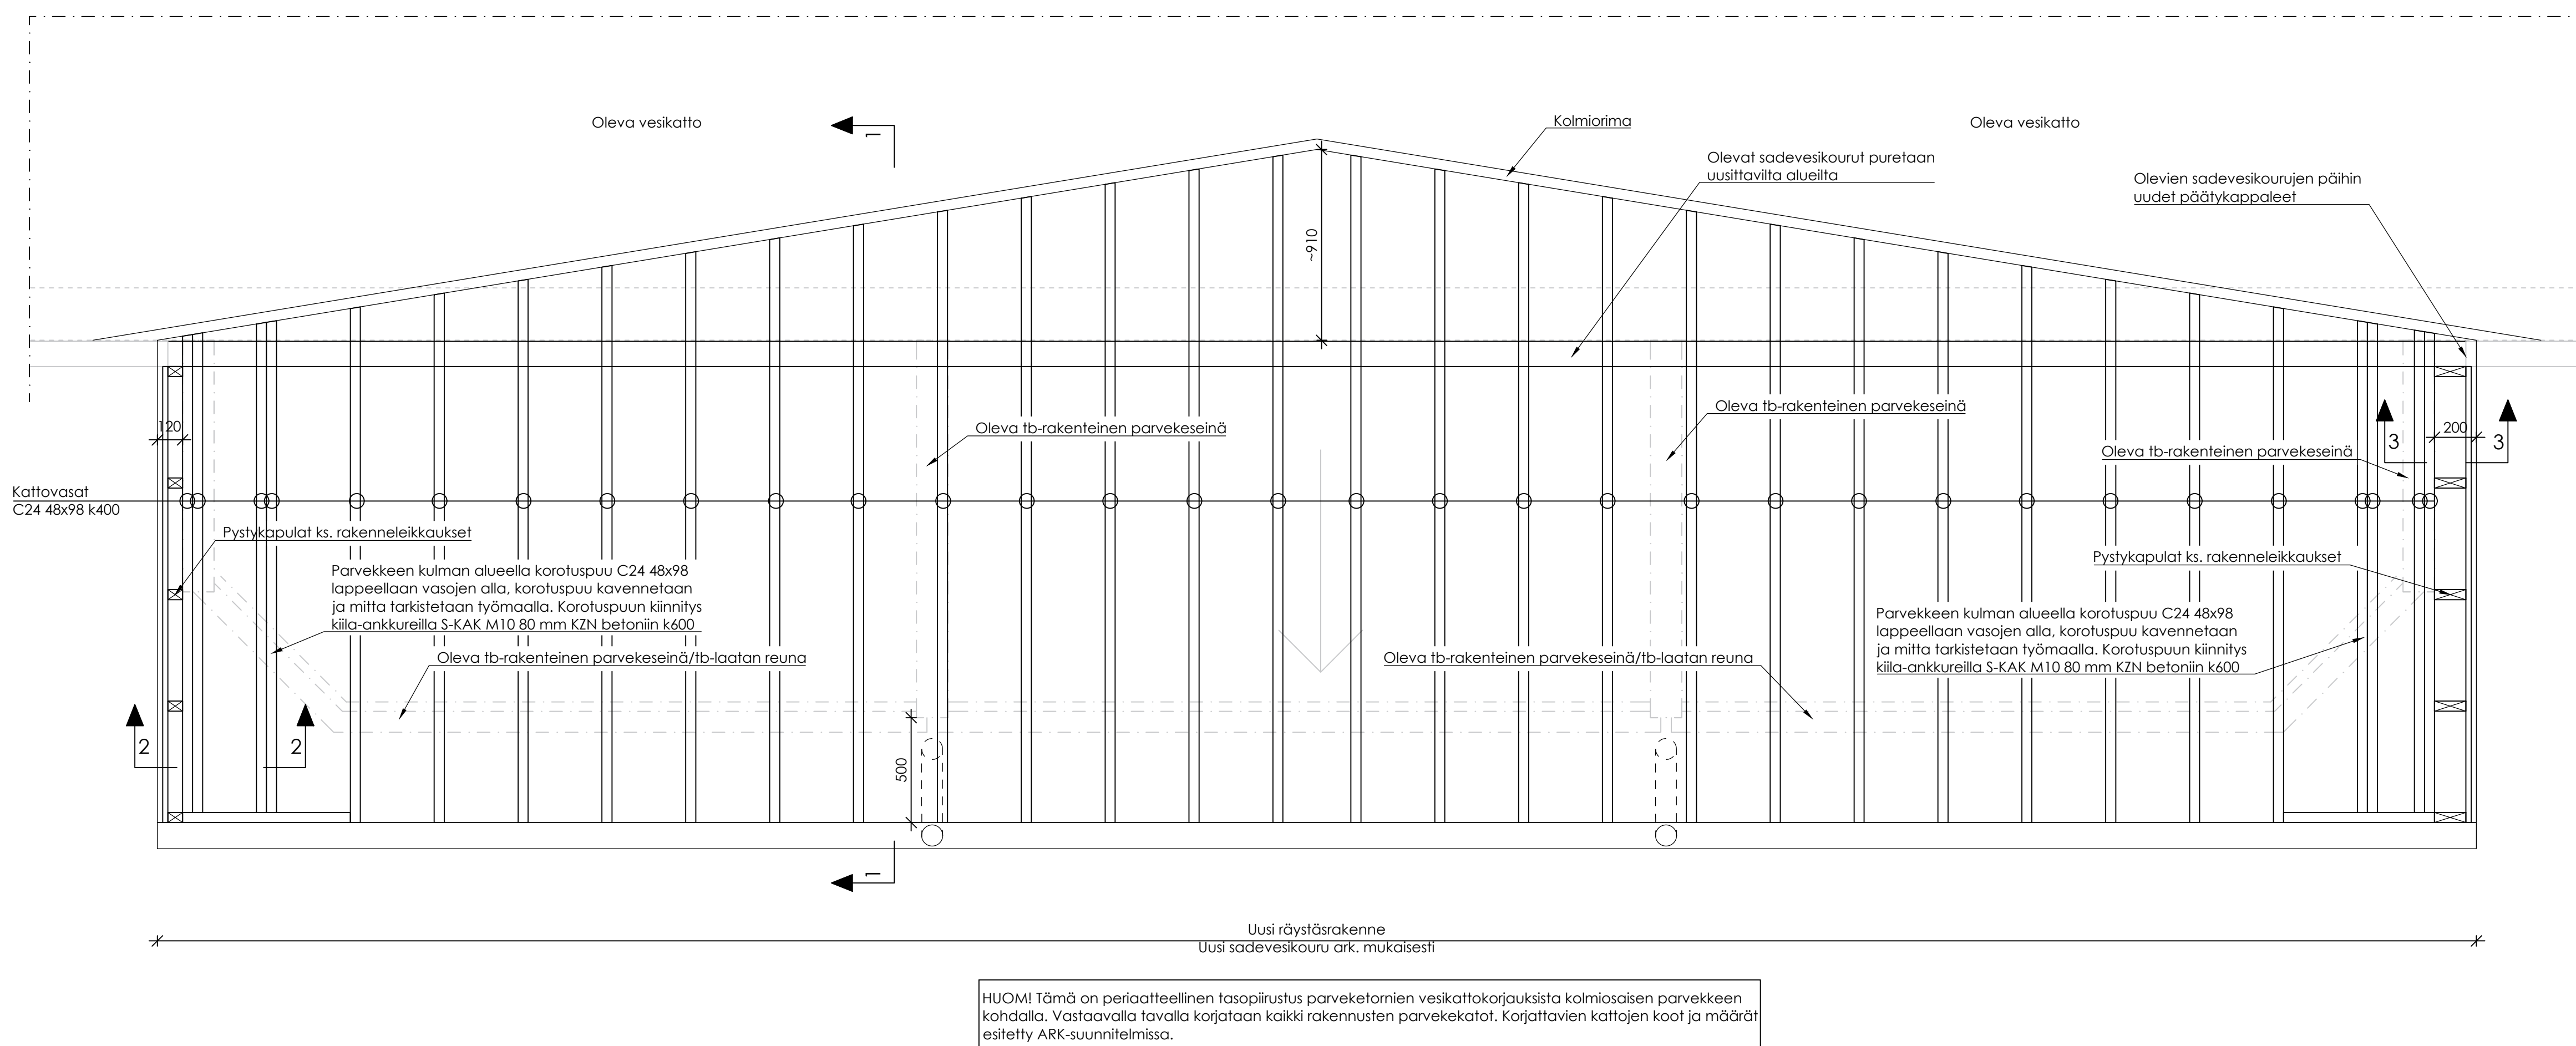 Oleva vesikatto
1
Kolmiorima
Oleva vesikatto
Olevat sadevesikourut puretaan
uusittavilta alueilta
Olevien sadevesikourujen päihin
uudet päätykappaleet
~910
120
Oleva tb-rakenteinen parvekeseinä
Oleva tb-rakenteinen parvekeseinä
Oleva tb-rakenteinen parvekeseinä
3
200
3
Kattovasat
C24 48x98 k400
Pystykapulat ks. rakenneleikkaukset
Parvekkeen kulman alueella korotuspuu C24 48x98
lappeellaan vasojen alla, korotuspuu kavennetaan
ja mitta tarkistetaan työmaalla. Korotuspuun kiinnitys
kiila-ankkureilla S-KAK M10 80 mm KZN betoniin k600
Oleva tb-rakenteinen parvekeseinä/tb-laatan reuna
Oleva tb-rakenteinen parvekeseinä/tb-laatan reuna
Pystykapulat ks. rakenneleikkaukset
Parvekkeen kulman alueella korotuspuu C24 48x98
lappeellaan vasojen alla, korotuspuu kavennetaan
ja mitta tarkistetaan työmaalla. Korotuspuun kiinnitys
kiila-ankkureilla S-KAK M10 80 mm KZN betoniin k600
2
2
500
1
Uusi räystäsrakenne
Uusi sadevesikouru ark. mukaisesti
HUOM! Tämä on periaatteellinen tasopiirustus parveketornien vesikattokorjauksista kolmiosaisen parvekkeen
kohdalla. Vastaavalla tavalla korjataan kaikki rakennusten parvekekatot. Korjattavien kattojen koot ja määrät
esitetty ARK-suunnitelmissa.